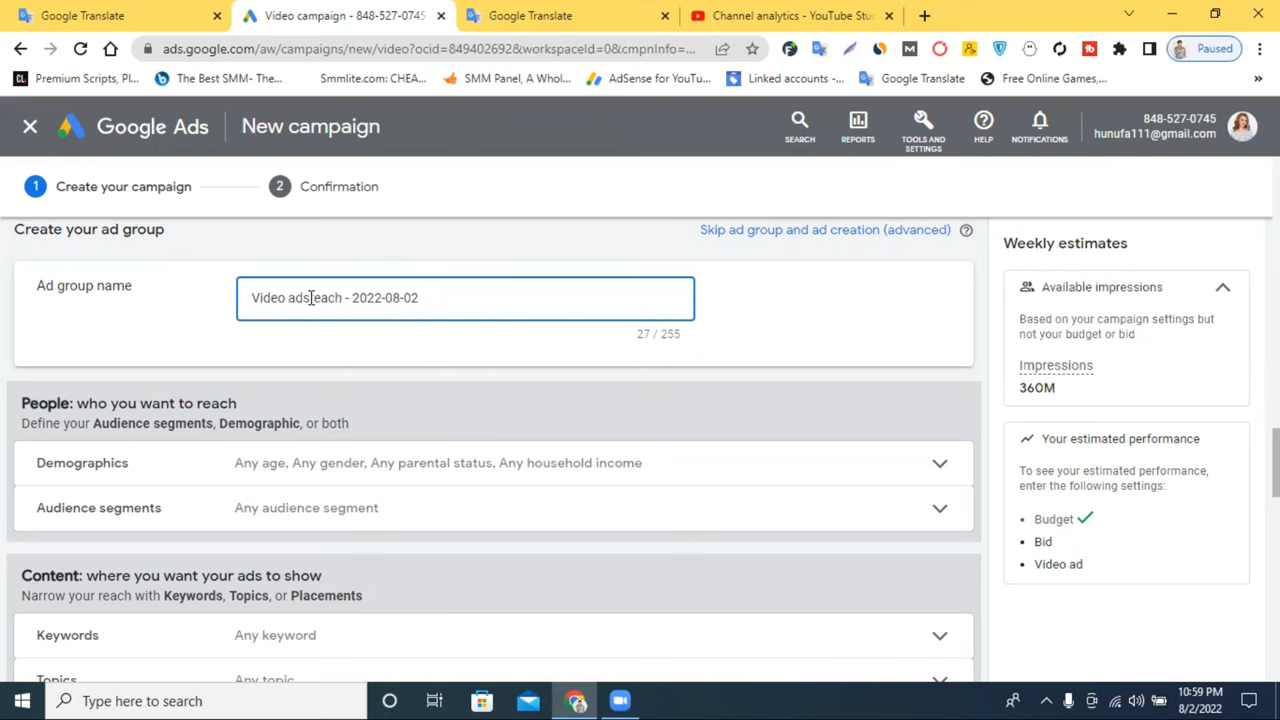 Google Translate
Video campaign - 848-527-0745
Google Translate
Channel analytics - YouTube Stu
ads.google.com/aw/campaigns/new/video?ocid=8494026928&workspaceId=0&cmpnInfo=...
Paused
Premium Scripts, Pl...
The Best SMM- The...
Smmlite.com: CHEA...
SMM Panel, A Whol...
AdSense for YouTu...
Linked accounts -...
Google Translate
Free Online Games,...
»
Google Ads
New campaign
SEARCH
REPORTS
TOOLS AND
SETTINGS
HELP
NOTIFICATIONS
848-527-0745
hunufa111@gmail.com
1 Create your campaign
2 Confirmation
Create your ad group
Skip ad group and ad creation (advanced)
Ad group name
Video ads each - 2022-08-02
27 / 255
People: who you want to reach
Define your Audience segments, Demographic, or both
Demographics
Any age, Any gender, Any parental status, Any household income
Audience segments
Any audience segment
Content: where you want your ads to show
Narrow your reach with Keywords, Topics, or Placements
Keywords
Any keyword
Topics
Any topic
Weekly estimates
Available impressions
Based on your campaign settings but
not your budget or bid
Impressions
360M
Your estimated performance
To see your estimated performance,
enter the following settings:
• Budget
• Bid
• Video ad
Type here to search
10:59 PM
8/2/2022